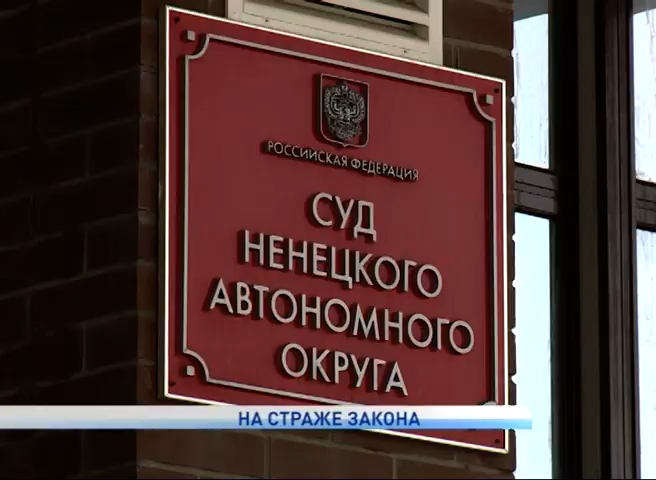 РОССИЙСКАЯ ФЕДЕРАЦИЯ
СУД
НЕНЕЦКОГО
АВТОНОМНОГО
ОКРУГА
НА СТРАЖЕ ЗАКОНА